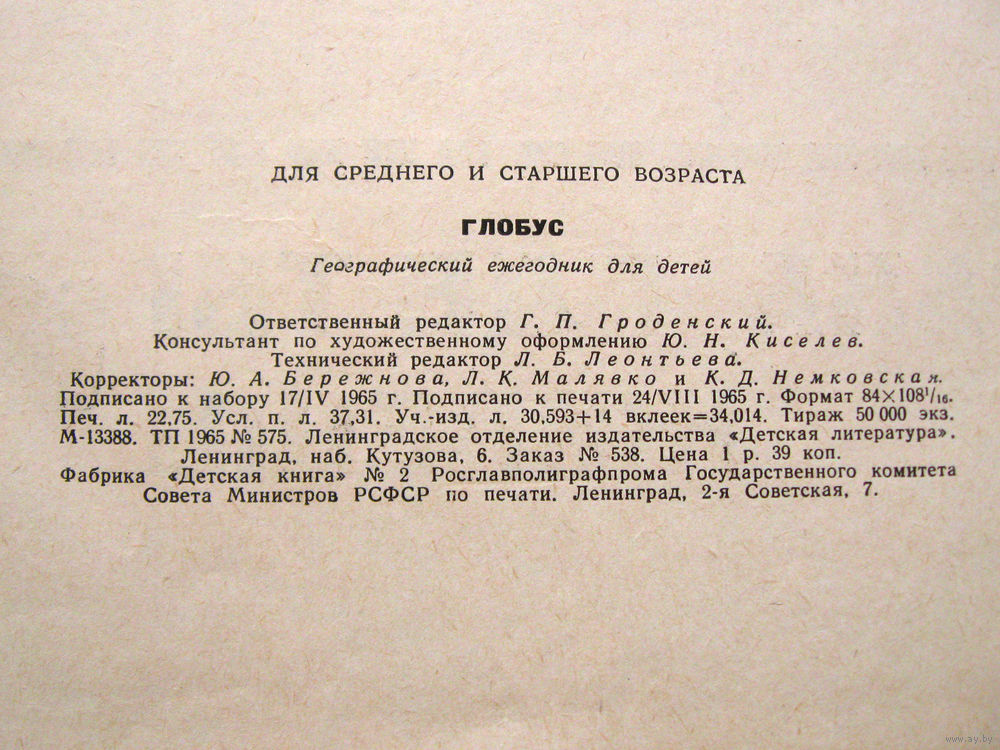 ДЛЯ СРЕДНЕГО И СТАРШЕГО ВОЗРАСТА
ГЛОБУС
Географический ежегодник для детей
Ответственный редактор Г. П. Гроденский.
Консультант по художественному оформлению Ю. Н. Киселев.
Технический редактор Л. Б. Леонтьева.
Корректоры: Ю. А. Бережнова, Л. К. Малявко и К. Д. Немковская.
Подписано к набору 17/IV 1965 г. Подписано к печати 24/VIII 1965 г. Формат 84×108¹/₁₆.
Печ. л. 22,75. Усл. п. л. 37,31. Уч.-изд. л. 30,593+14 вклеек=34,014. Тираж 50 000 экз.
М-13388. ТП 1965 № 575. Ленинградское отделение издательства «Детская литература».
Ленинград, наб. Кутузова, 6. Заказ № 538. Цена 1 р. 39 коп.
Фабрика «Детская книга» № 2 Росглавполиграфпрома Государственного комитета
Совета Министров РСФСР по печати. Ленинград, 2-я Советская, 7.
www.ay.by